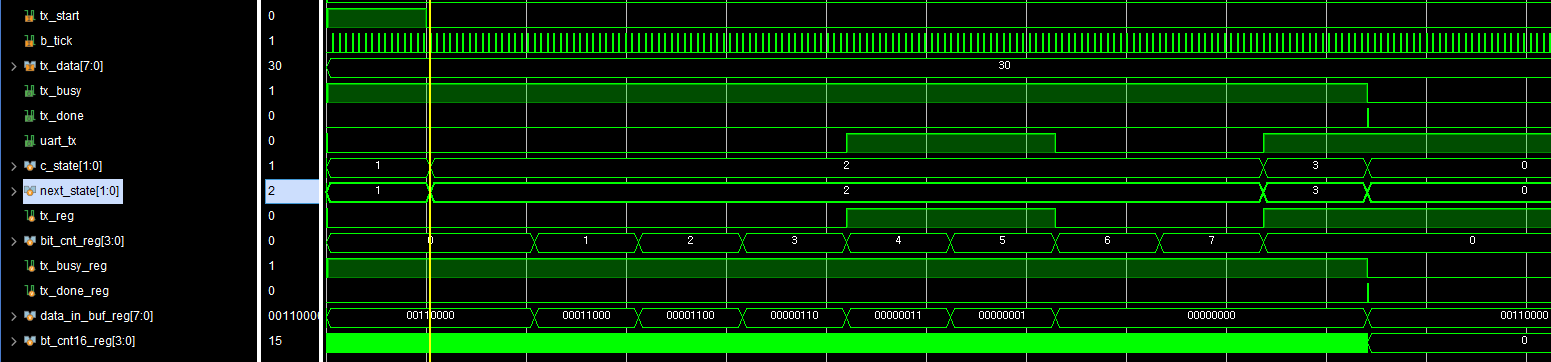 tx_start 0
b_tick 1
tx_data[7:0] 30 30
tx_busy 1
tx_done 0
uart_tx 0
c_state[1:0] 1 1 2 3 0
next_state[1:0] 2 1 2 3 0
tx_reg 0
bit_cnt_reg[3:0] 0 0 1 2 3 4 5 6 7 0
tx_busy_reg 1
tx_done_reg 0
data_in_buf_reg[7:0] 00110000 00110000 00011000 00001100 00000110 00000011 00000001 00000000 00110000
bt_cnt16_reg[3:0] 15 0